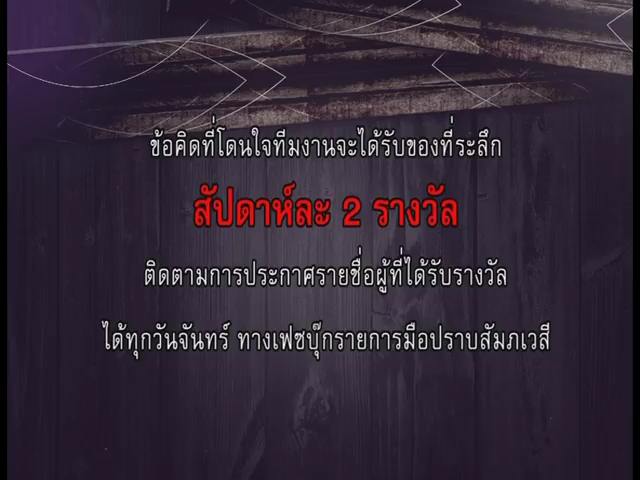 ข้อคิดที่โดนใจทีมงานจะได้รับของที่ระลึก
สัปดาห์ละ 2 รางวัล
ติดตามการประกาศรายชื่อผู้ที่ได้รับรางวัล
ได้ทุกวันจันทร์ ทางเฟซบุ๊กรายการมือปราบสัมภเวสี